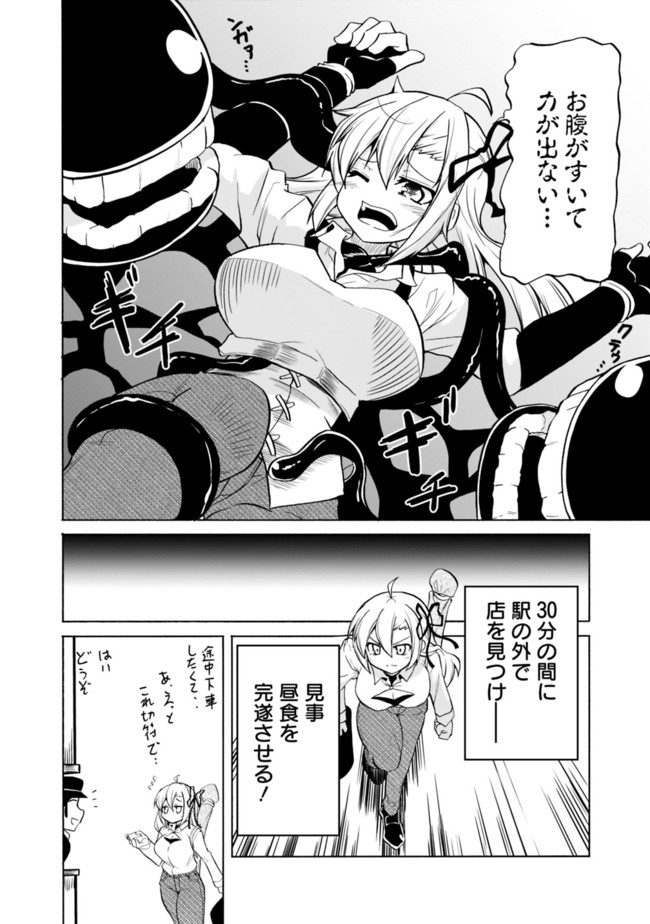 お腹がすいて
力が出ない…
ンガァ…
ギチ
ギチ
30分の間に
駅の外で
店を見つけ――
見事
昼食を
完遂させる！
途中下車
したくて、
あ、えっと
これ切符で…
はい
どうぞ